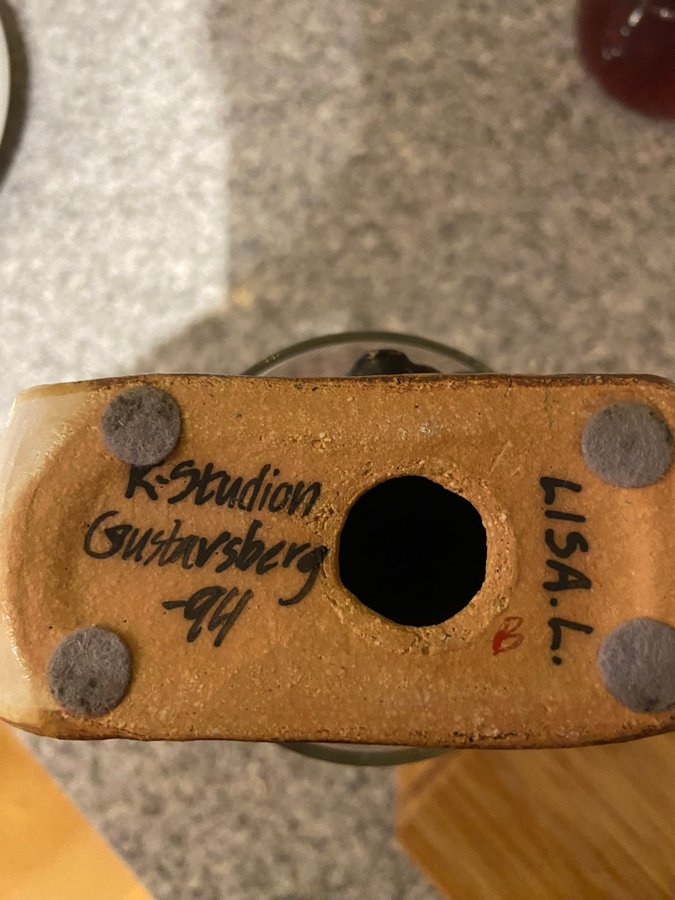 K-Studion
Gustavsberg
-94
LISA.L.
B